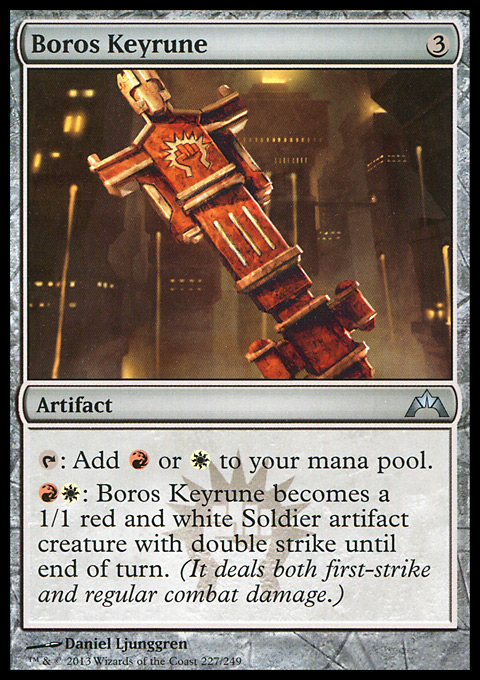 Boros Keyrune 3
Artifact
: Add or to your mana pool.
: Boros Keyrune becomes a
1/1 red and white Soldier artifact
creature with double strike until
end of turn. (It deals both first-strike
and regular combat damage.)
Daniel Ljunggren
™ & © 2013 Wizards of the Coast 227/249